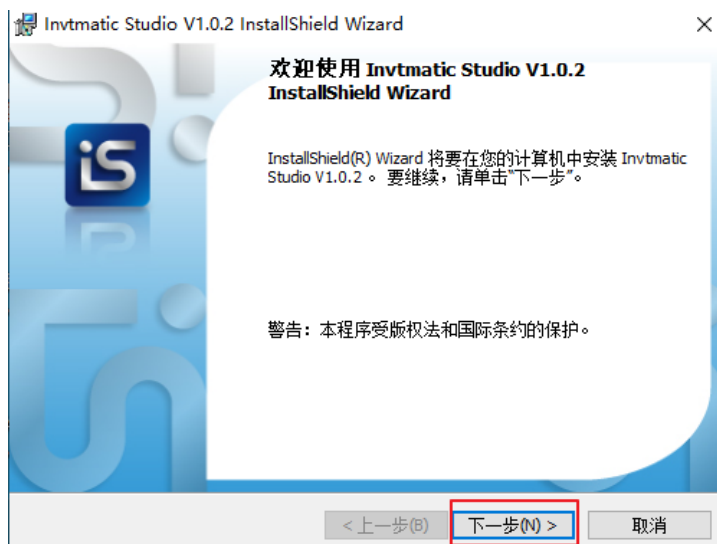 Invtmatic Studio V1.0.2 InstallShield Wizard
欢迎使用 Invtmatic Studio V1.0.2
InstallShield Wizard
iS
InstallShield(R) Wizard 将要在您的计算机中安装 Invtmatic
Studio V1.0.2。 要继续，请单击"下一步"。
警告：本程序受版权法和国际条约的保护。
< 上一步(B)
下一步(N) >
取消